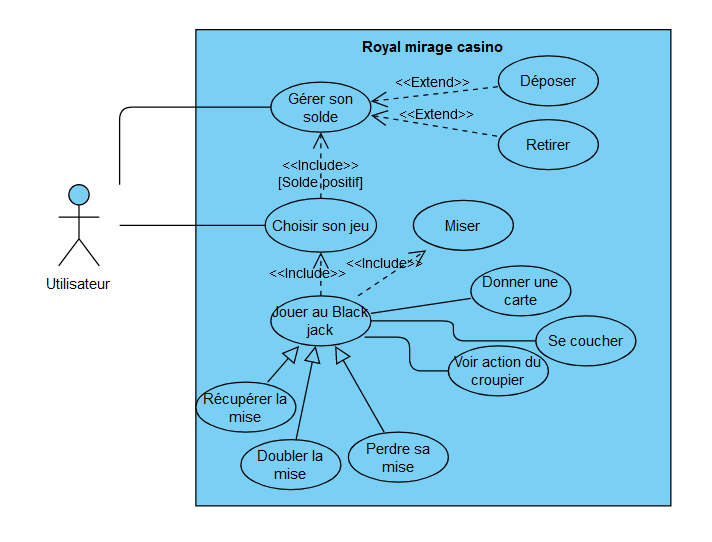 Royal mirage casino
<<Extend>>
Déposer
Gérer son
solde
<<Extend>>
Retirer
<<Include>>
[Solde positif]
Choisir son jeu
Miser
Utilisateur
<<Include>>
<<Include>>
Donner une
carte
Jouer au Black
jack
Se coucher
Voir action du
croupier
Récupérer la
mise
Doubler la
mise
Perdre sa
mise